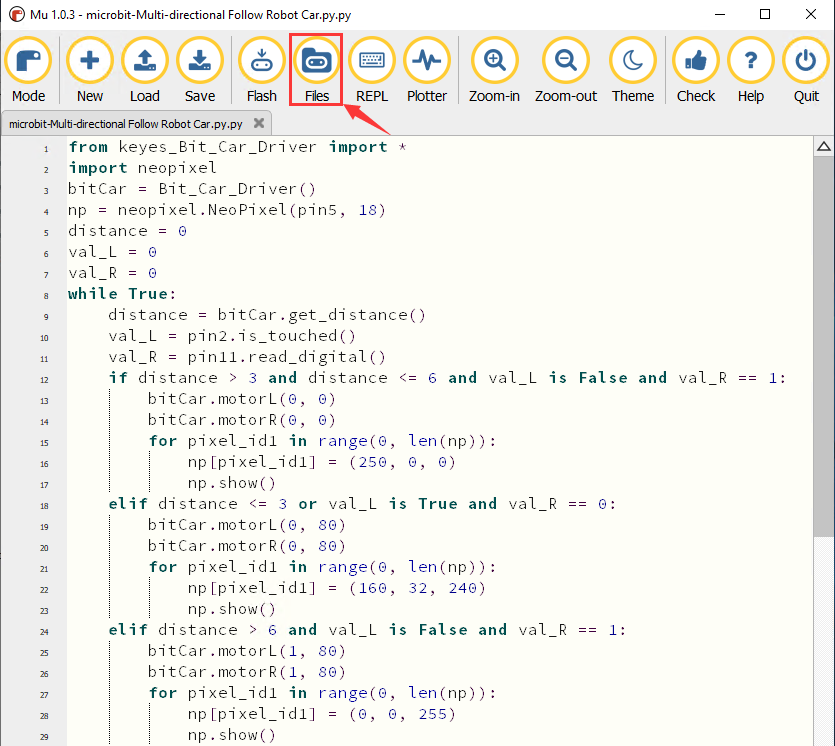 Mu 1.0.3 - microbit-Multi-directional Follow Robot Car.py.py
Mode New Load Save Flash Files REPL Plotter Zoom-in Zoom-out Theme Check Help Quit
microbit-Multi-directional Follow Robot Car.py.py
1 from keyes_Bit_Car_Driver import *
2 import neopixel
3 bitCar = Bit_Car_Driver()
4 np = neopixel.NeoPixel(pin5, 18)
5 distance = 0
6 val_L = 0
7 val_R = 0
8 while True:
9     distance = bitCar.get_distance()
10     val_L = pin2.is_touched()
11     val_R = pin11.read_digital()
12     if distance > 3 and distance <= 6 and val_L is False and val_R == 1:
13         bitCar.motorL(0, 0)
14         bitCar.motorR(0, 0)
15         for pixel_id1 in range(0, len(np)):
16             np[pixel_id1] = (250, 0, 0)
17             np.show()
18     elif distance <= 3 or val_L is True and val_R == 0:
19         bitCar.motorL(0, 80)
20         bitCar.motorR(0, 80)
21         for pixel_id1 in range(0, len(np)):
22             np[pixel_id1] = (160, 32, 240)
23             np.show()
24     elif distance > 6 and val_L is False and val_R == 1:
25         bitCar.motorL(1, 80)
26         bitCar.motorR(1, 80)
27         for pixel_id1 in range(0, len(np)):
28             np[pixel_id1] = (0, 0, 255)
29             np.show()